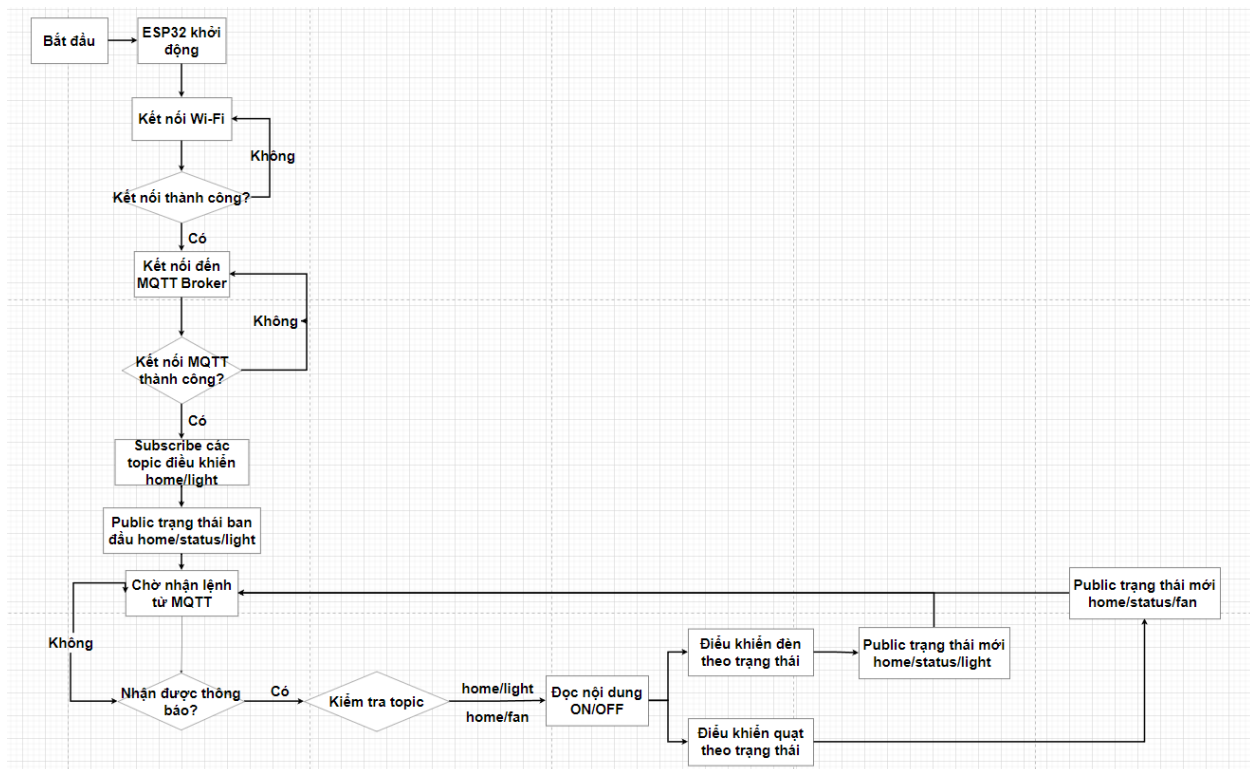 Bắt đầu
ESP32 khởi
động
Kết nối Wi-Fi
Không
Kết nối thành công?
Có
Kết nối đến
MQTT Broker
Không
Kết nối MQTT
thành công?
Có
Subscribe các
topic điều khiển
home/light
Public trạng thái ban
đầu home/status/light
Chờ nhận lệnh
từ MQTT
Không
Nhận được thông
báo?
Có
Kiểm tra topic
home/light
home/fan
Đọc nội dung
ON/OFF
Điều khiển đèn
theo trạng thái
Public trạng thái mới
home/status/light
Điều khiển quạt
theo trạng thái
Public trạng thái mới
home/status/fan